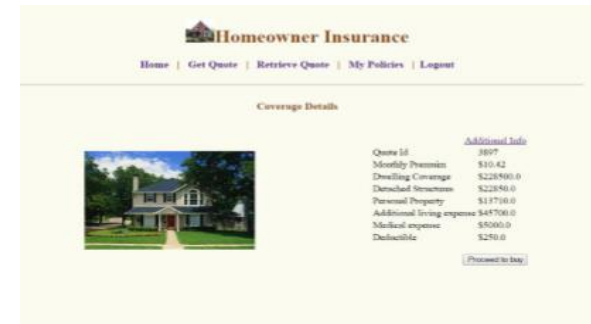 Homeowner Insurance
Home | Get Quote | Retrieve Quote | My Policies | Logout
Coverage Details
Additional Info
Quote Id 3897
Monthly Premium $10.42
Dwelling Coverage $228500.0
Detached Structures $22850.0
Personal Property $13710.0
Additional living expense $45700.0
Medical expense $5000.0
Deductible $250.0
Proceed to buy